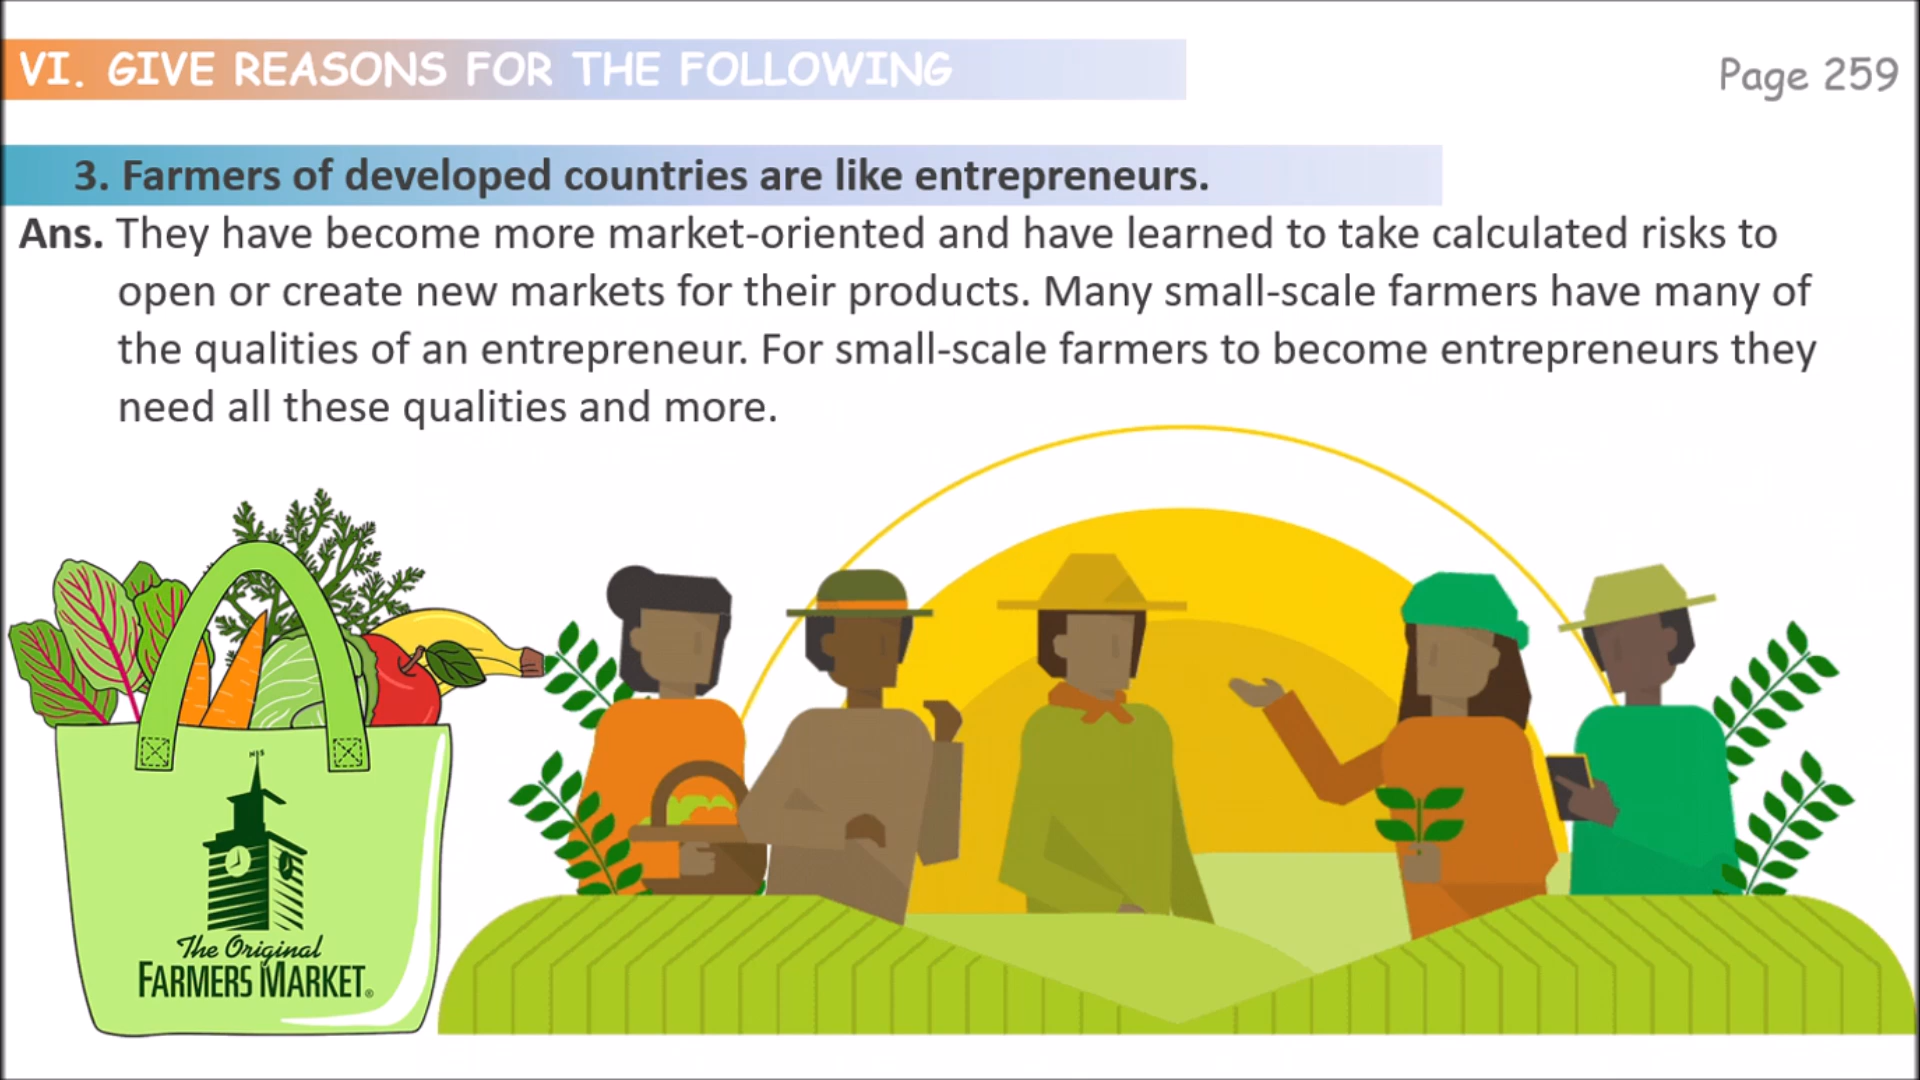 VI. GIVE REASONS FOR THE FOLLOWING
Page 259
3. Farmers of developed countries are like entrepreneurs.
Ans. They have become more market-oriented and have learned to take calculated risks to
open or create new markets for their products. Many small-scale farmers have many of
the qualities of an entrepreneur. For small-scale farmers to become entrepreneurs they
need all these qualities and more.
The Original
FARMERS MARKET®